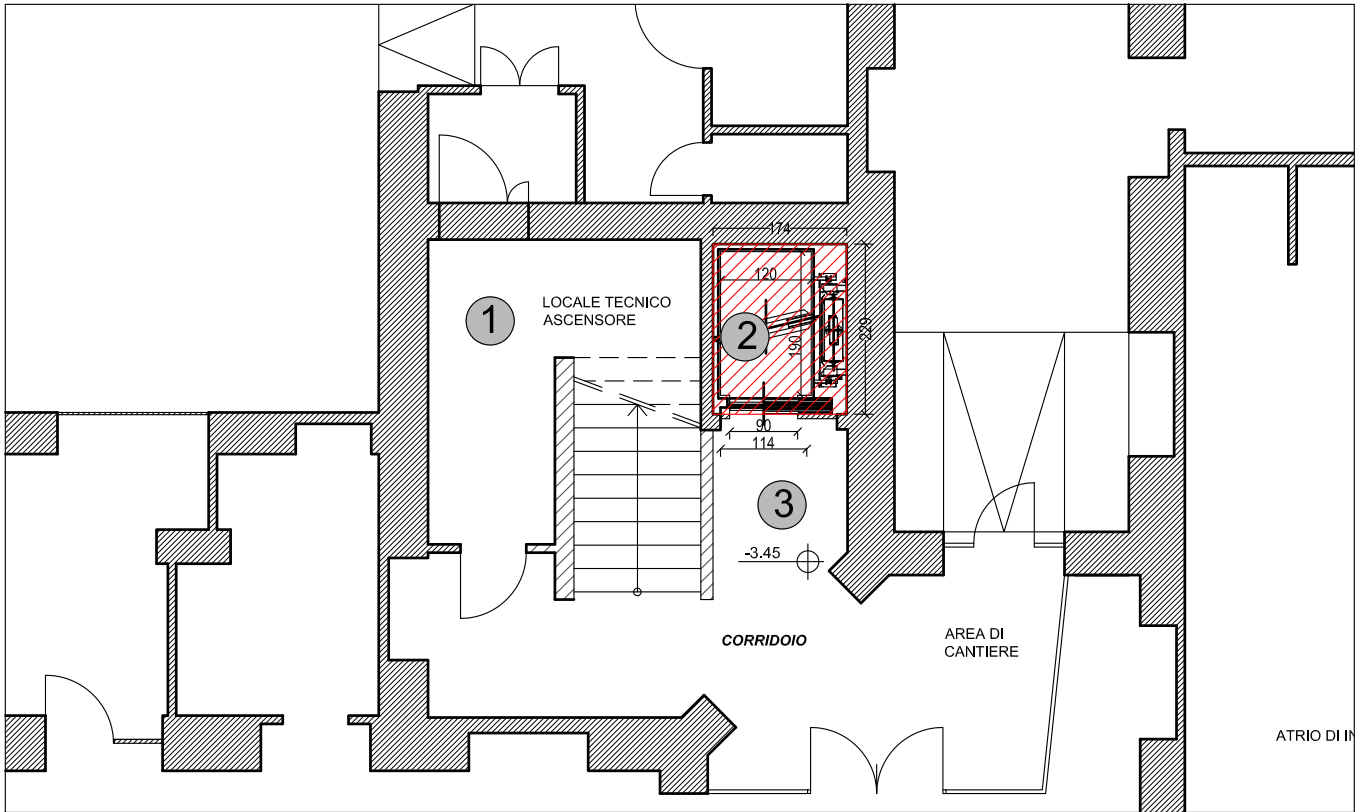 174
120
1
LOCALE TECNICO
ASCENSORE
2
190
229
90
114
3
-3.45
CORRIDOIO
AREA DI
CANTIERE
ATRIO DI